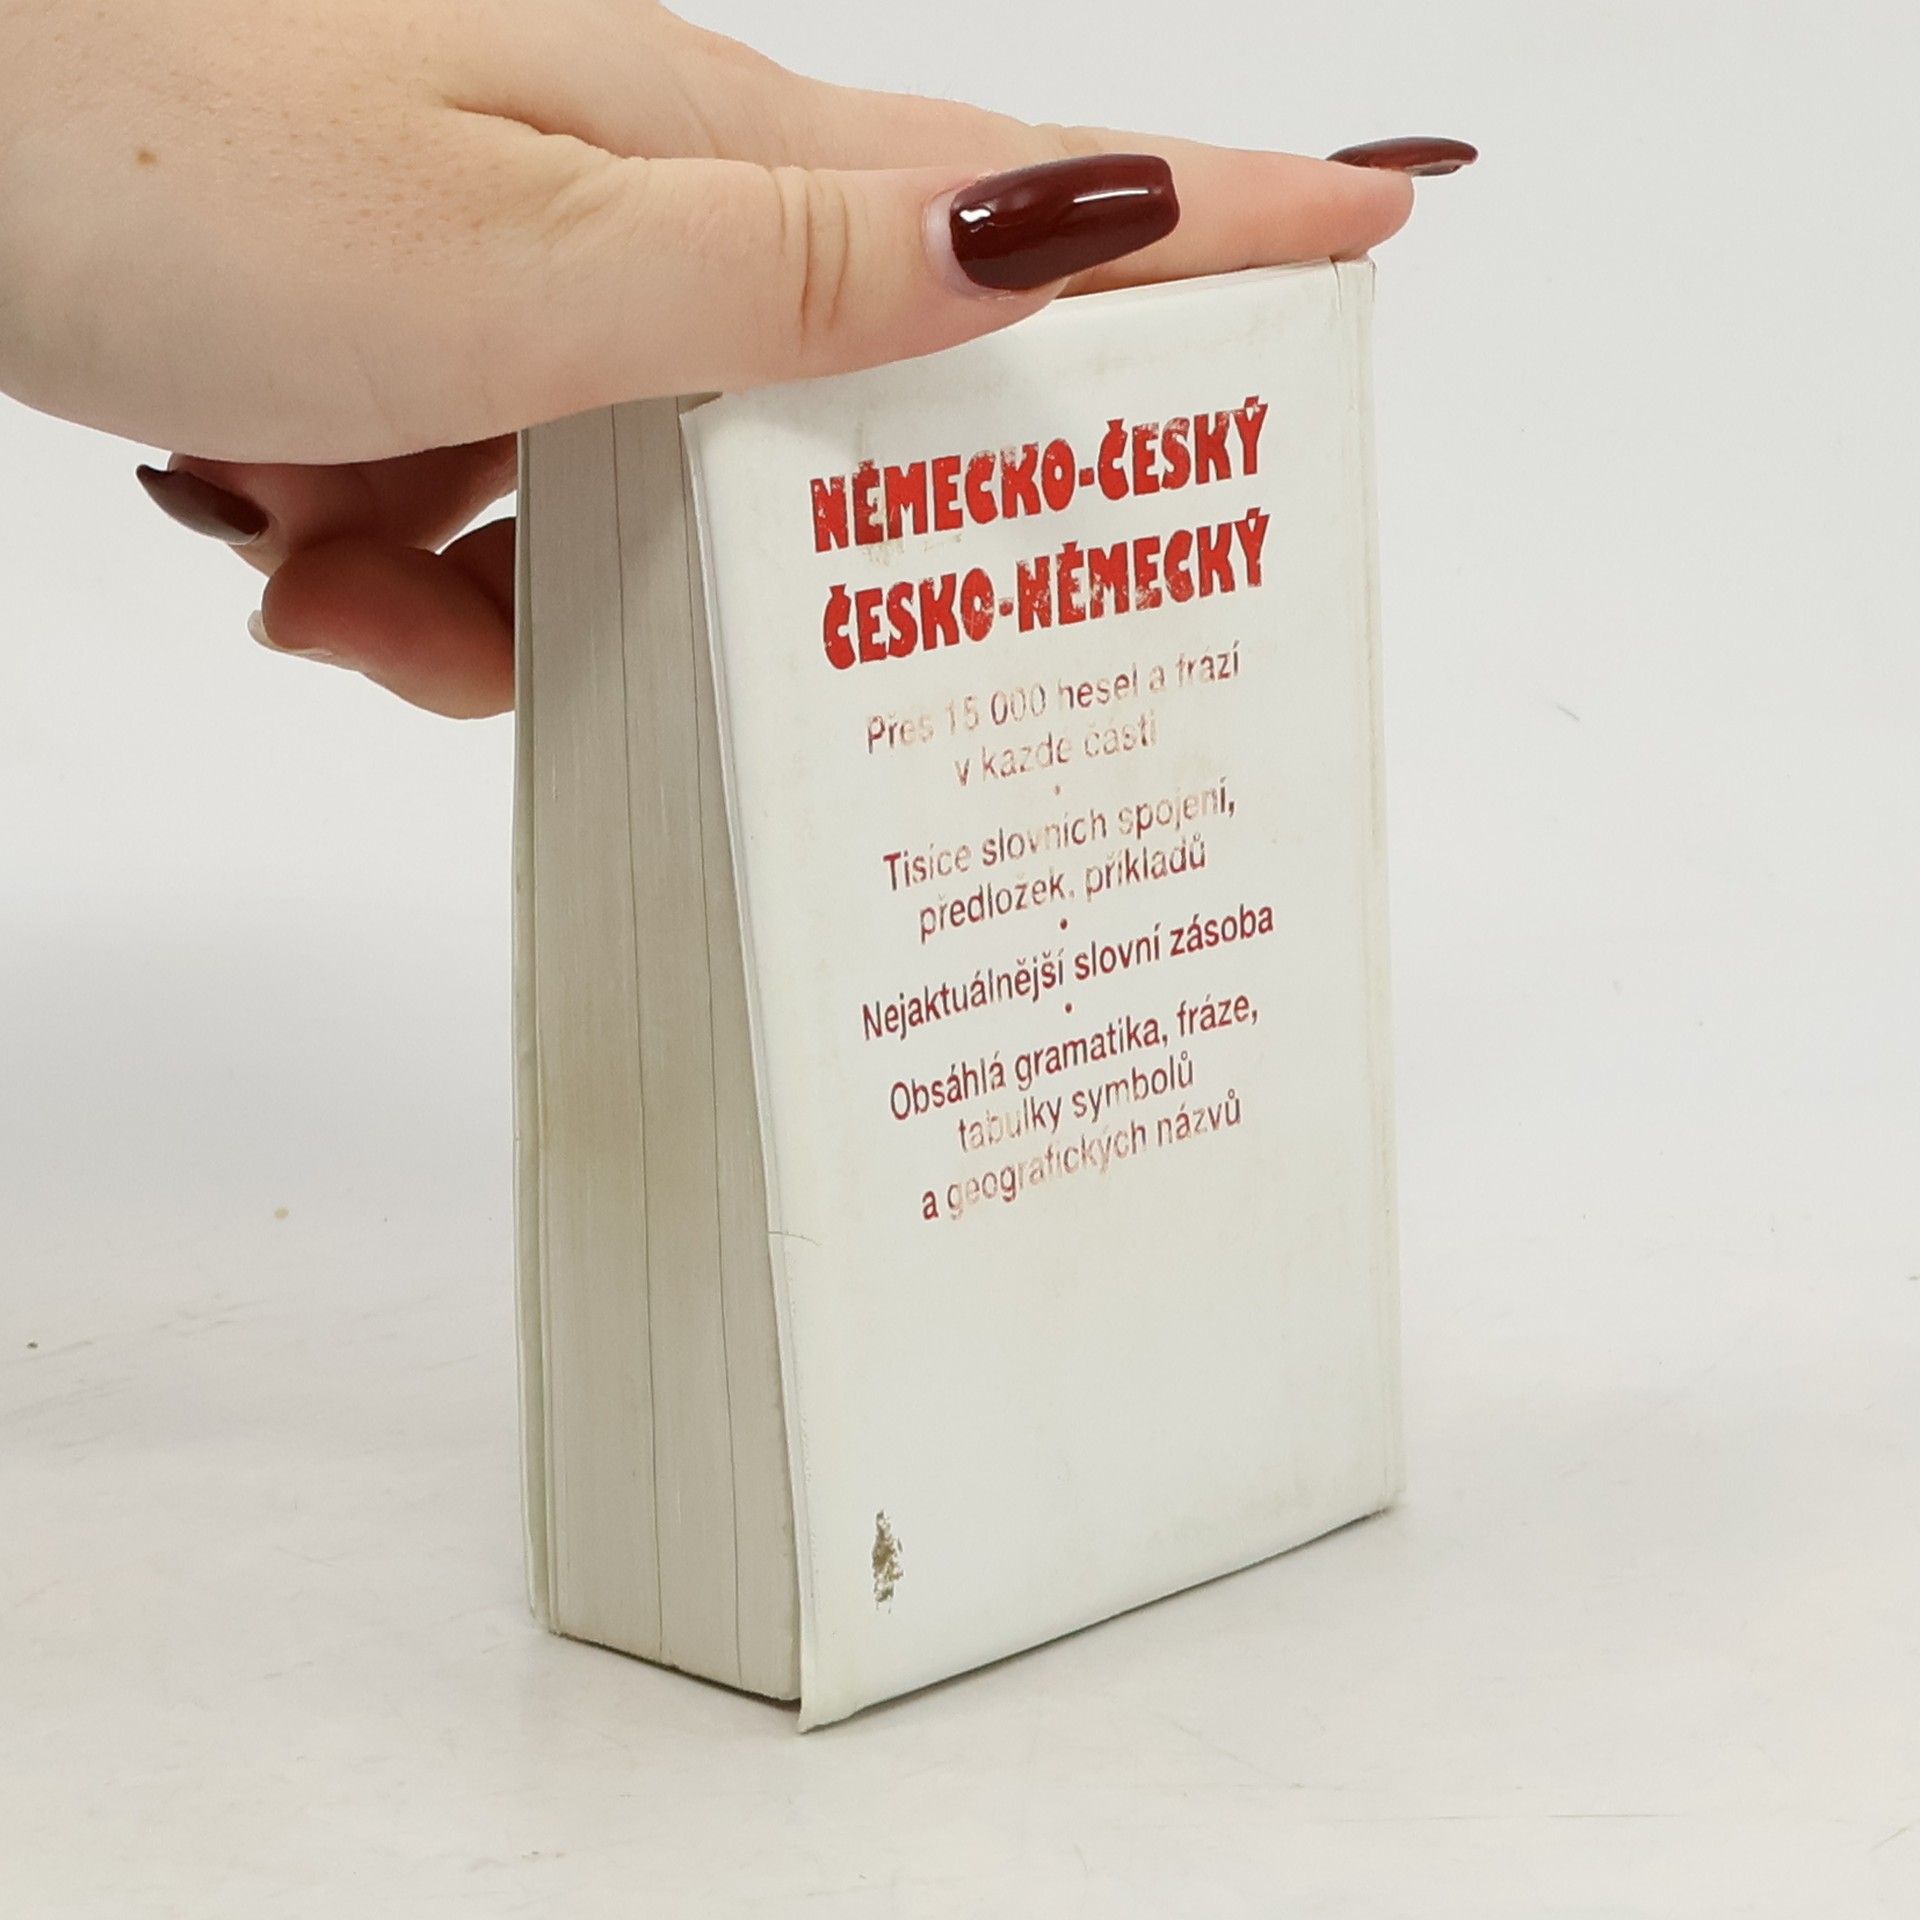 NĚMECKO-ČESKÝ
ČESKO-NĚMECKÝ
Přes 15 000 hesel a frází
v každé části
•
Tisíce slovních spojení,
předložek, příkladů
•
Nejaktuálnější slovní zásoba
•
Obsáhlá gramatika, fráze,
tabulky symbolů
a geografických názvů